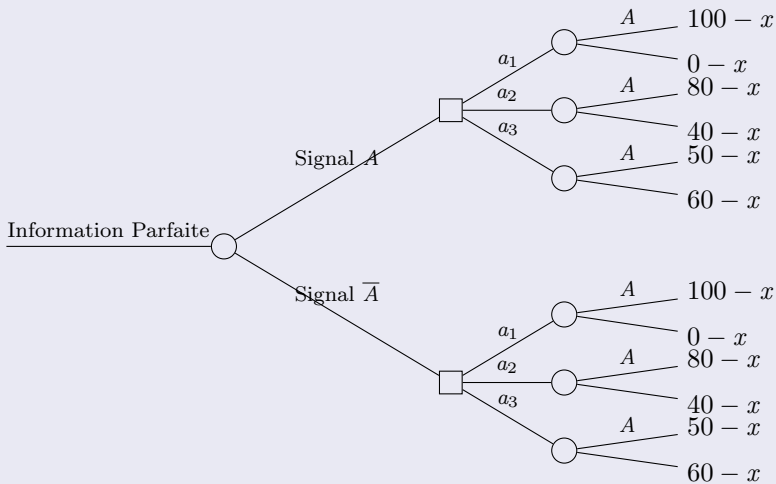 A 100 − x
a₁ 0 − x
A 80 − x
a₂ 40 − x
a₃ A 50 − x
60 − x
Signal A
Information Parfaite
Signal A̅
A 100 − x
a₁ 0 − x
A 80 − x
a₂ 40 − x
a₃ A 50 − x
60 − x